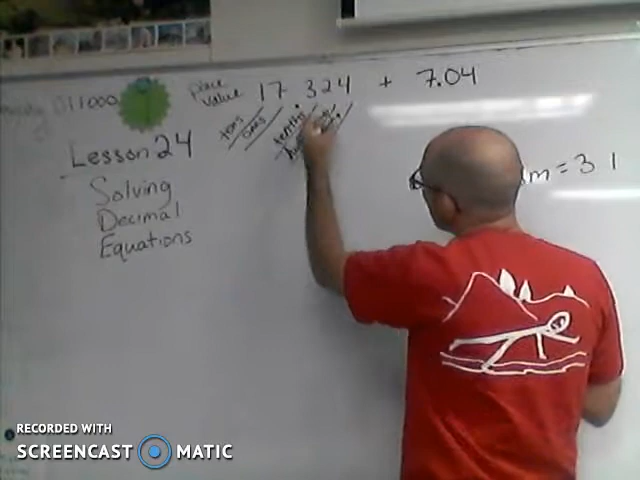 place value 17.324 + 7.04
tens ones tenths
Lesson 24
Solving
Decimal
Equations
m = 3 1
RECORDED WITH
SCREENCAST MATIC